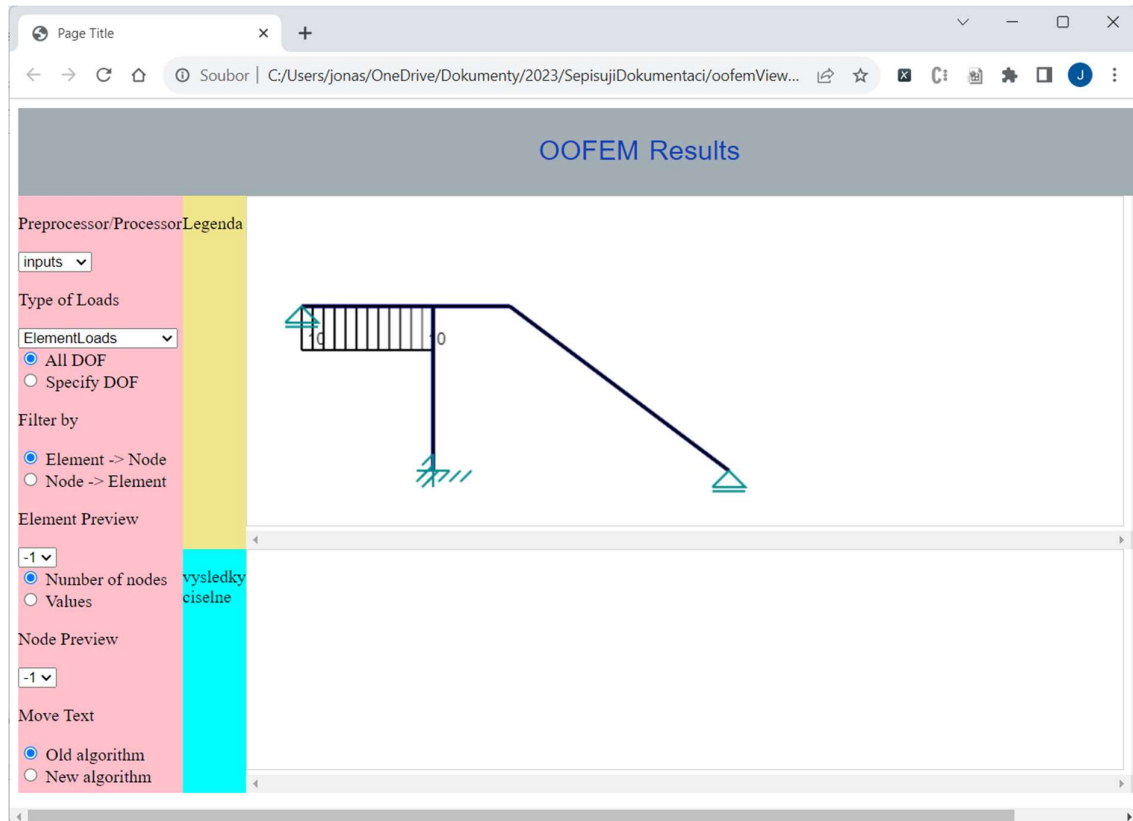 Page Title
Soubor
C:/Users/jonas/OneDrive/Dokumenty/2023/SepisujiDokumentaci/oofemView...
J
OOFEM Results
Preprocessor/Processor
inputs
Type of Loads
ElementLoads
All DOF
Specify DOF
Filter by
Element -> Node
Node -> Element
Element Preview
-1
Number of nodes
Values
Node Preview
-1
Move Text
Old algorithm
New algorithm
Legenda
10
10
vysledky
ciselne